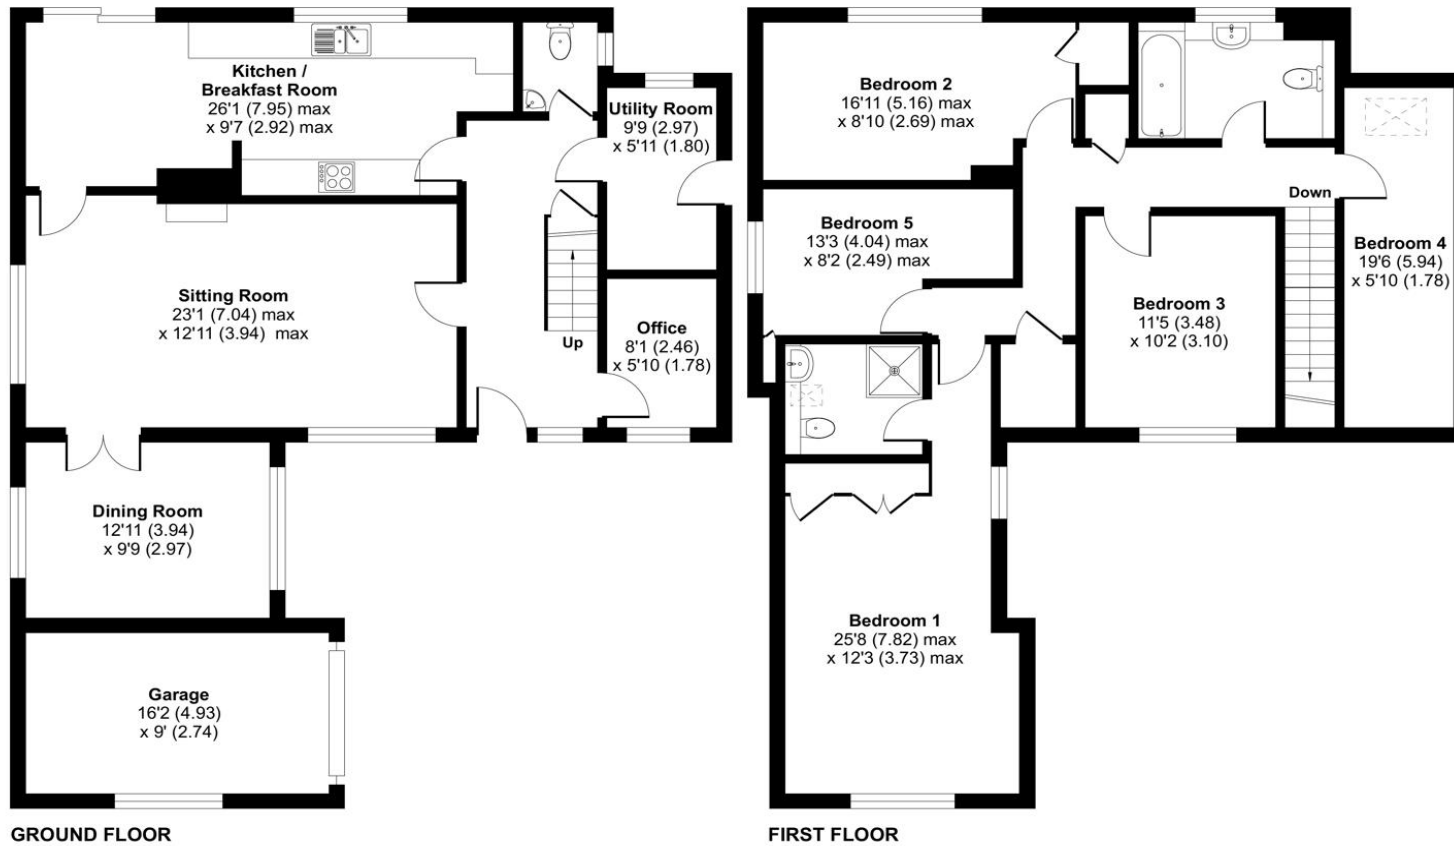 Kitchen /
Breakfast Room
26'1 (7.95) max
x 9'7 (2.92) max
Utility Room
9'9 (2.97)
x 5'11 (1.80)
Sitting Room
23'1 (7.04) max
x 12'11 (3.94) max
Up
Office
8'1 (2.46)
x 5'10 (1.78)
Dining Room
12'11 (3.94)
x 9'9 (2.97)
Garage
16'2 (4.93)
x 9' (2.74)
GROUND FLOOR
Bedroom 2
16'11 (5.16) max
x 8'10 (2.69) max
Bedroom 5
13'3 (4.04) max
x 8'2 (2.49) max
Down
Bedroom 4
19'6 (5.94)
x 5'10 (1.78)
Bedroom 3
11'5 (3.48)
x 10'2 (3.10)
Bedroom 1
25'8 (7.82) max
x 12'3 (3.73) max
FIRST FLOOR